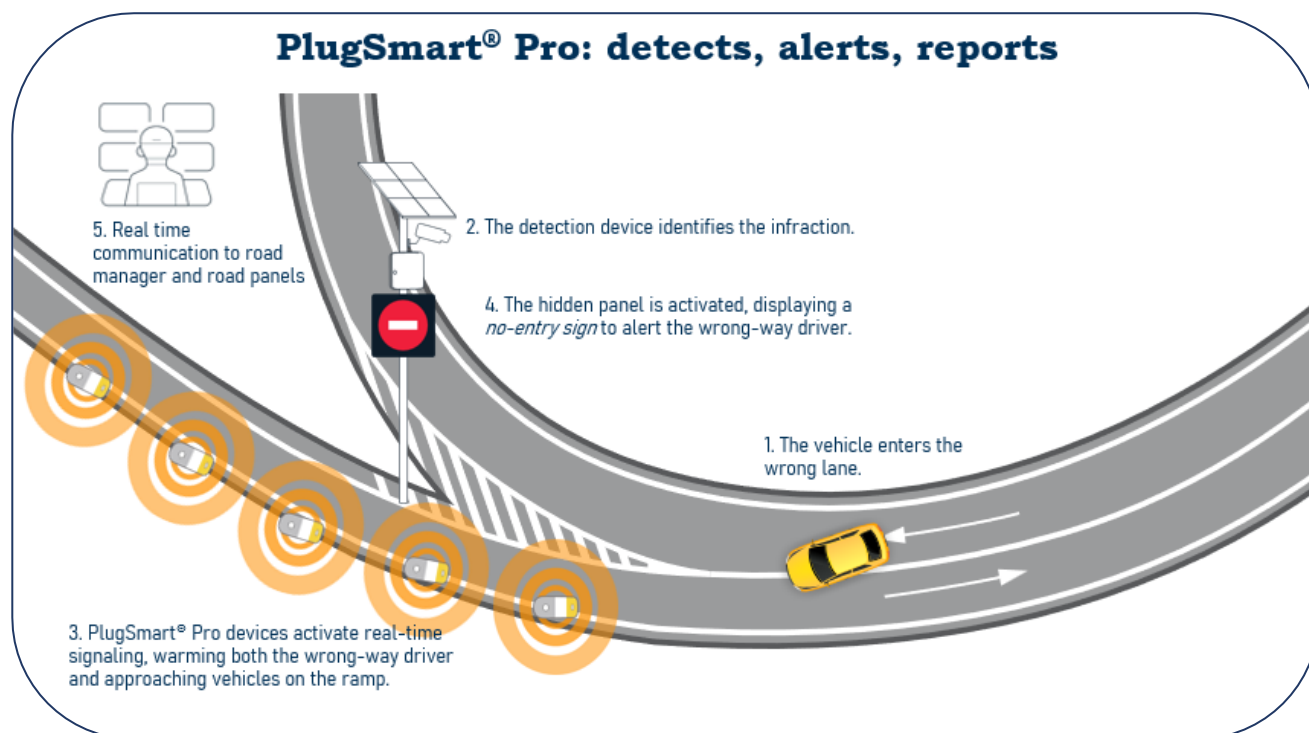 PlugSmart® Pro: detects, alerts, reports
5. Real time
communication to road
manager and road panels
2. The detection device identifies the infraction.
4. The hidden panel is activated, displaying a
no-entry sign to alert the wrong-way driver.
1. The vehicle enters the
wrong lane.
3. PlugSmart® Pro devices activate real-time
signaling, warming both the wrong-way driver
and approaching vehicles on the ramp.